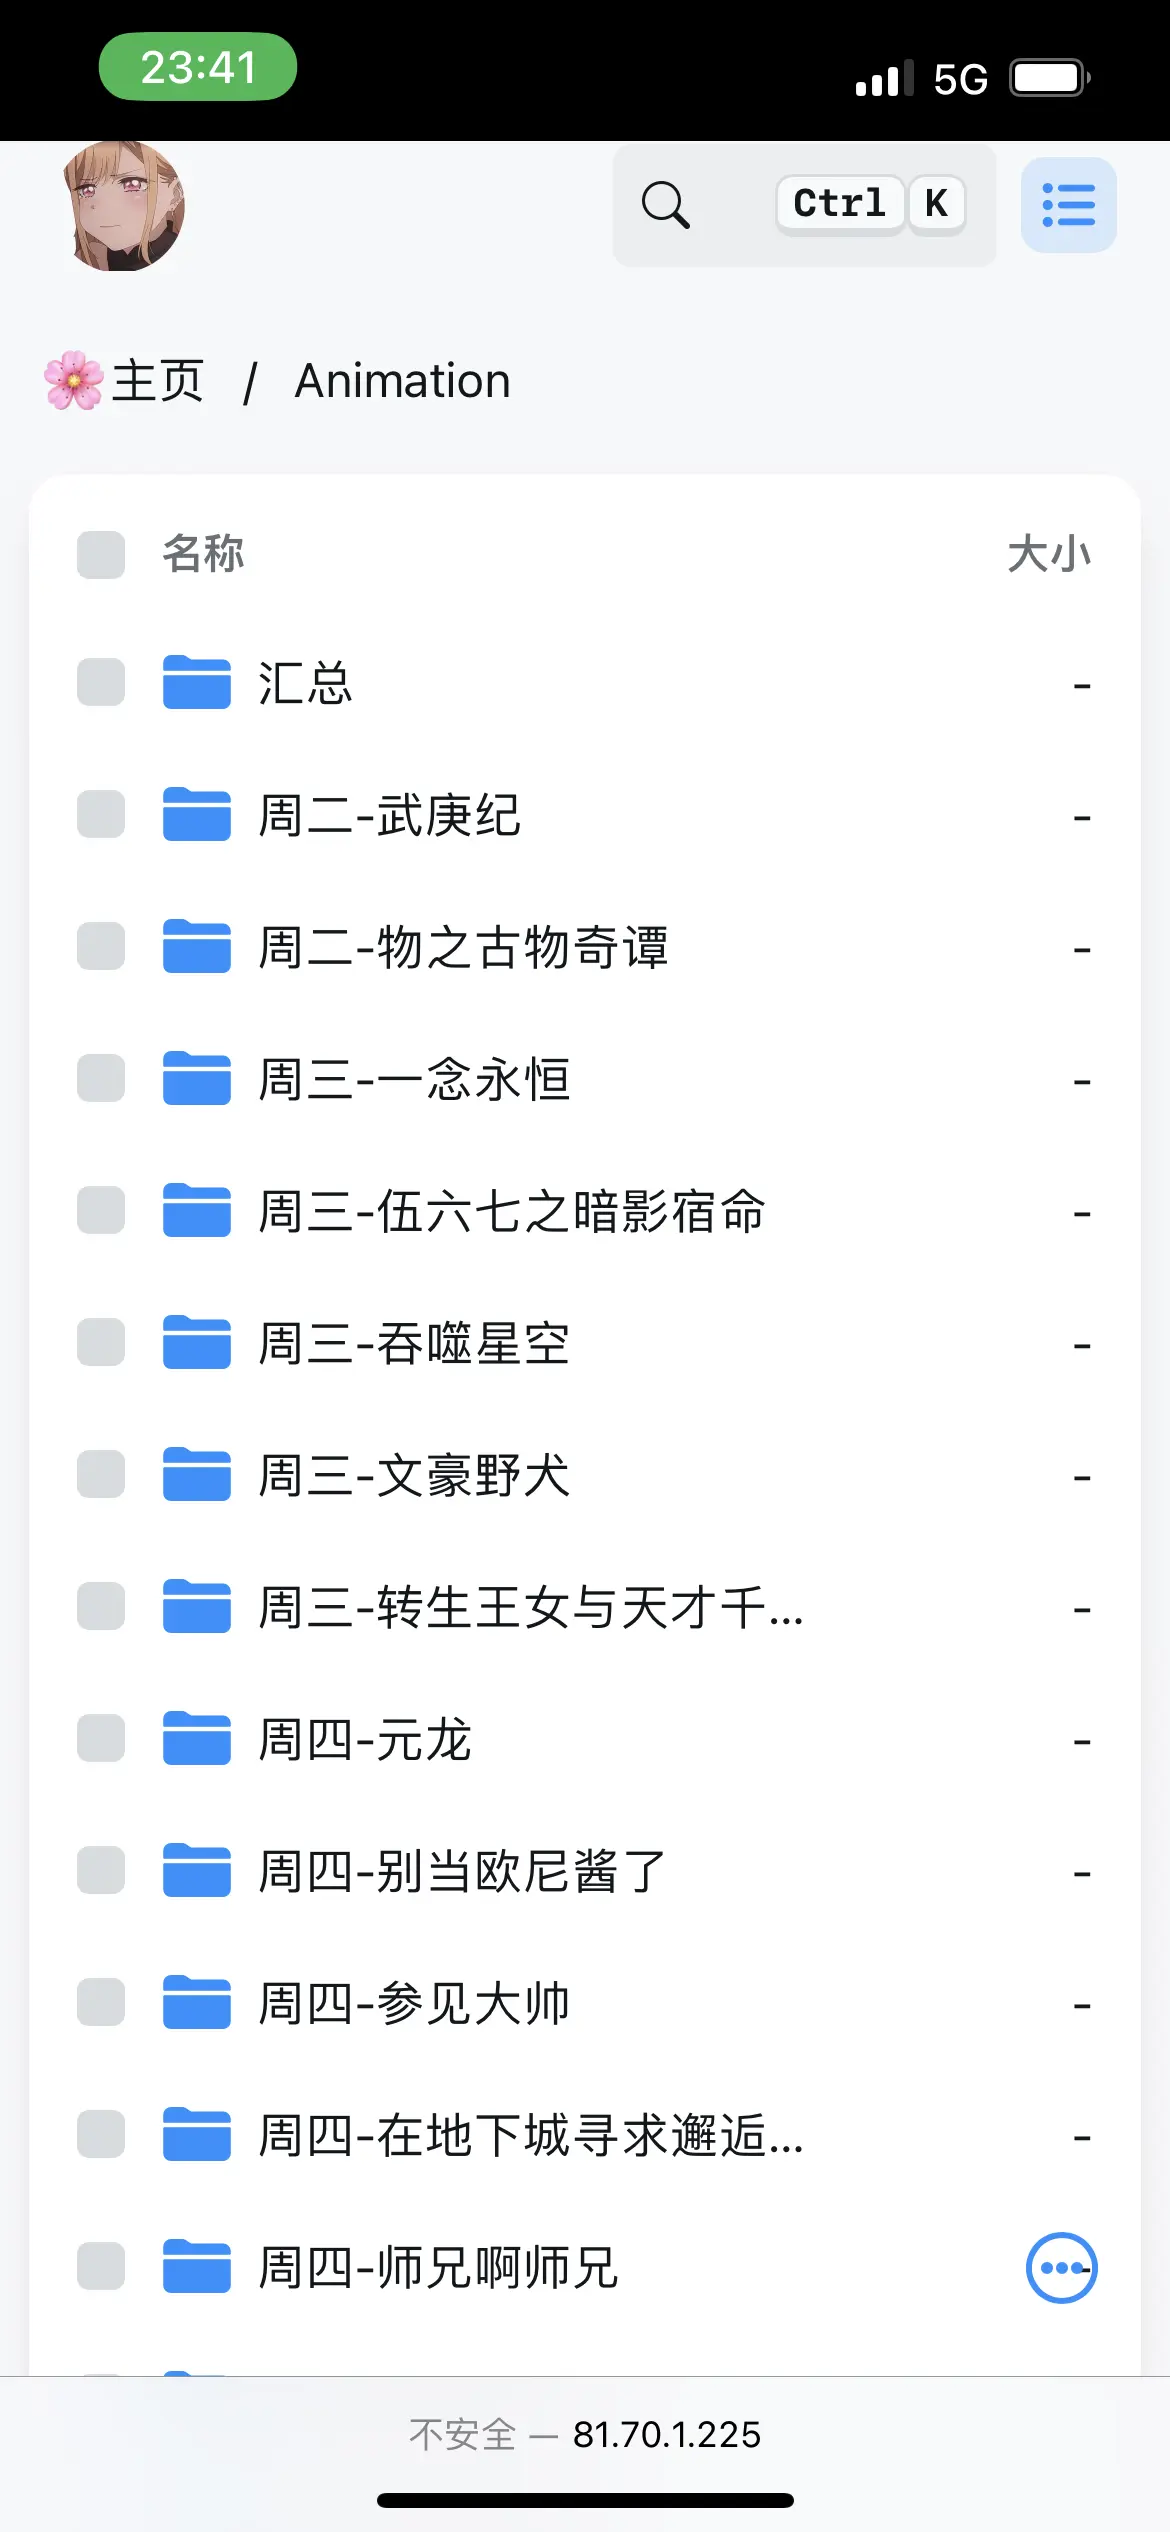 23:41 5G
Ctrl K
主页 / Animation
名称 大小
汇总 -
周二-武庚纪 -
周二-物之古物奇谭 -
周三-一念永恒 -
周三-伍六七之暗影宿命 -
周三-吞噬星空 -
周三-文豪野犬 -
周三-转生王女与天才千... -
周四-元龙 -
周四-别当欧尼酱了 -
周四-参见大帅 -
周四-在地下城寻求邂逅... -
周四-师兄啊师兄 -
不安全 — 81.70.1.225